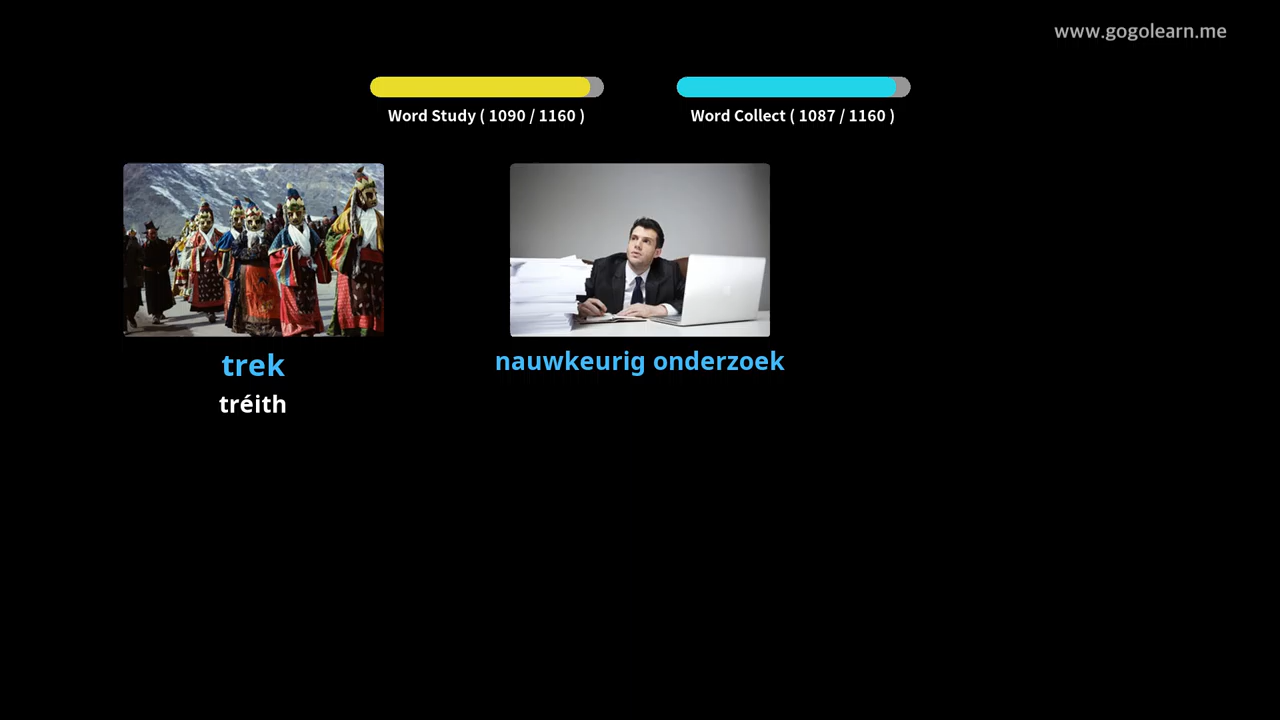 www.gogolearn.me
Word Study ( 1090 / 1160 )
Word Collect ( 1087 / 1160 )
trek
tréith
nauwkeurig onderzoek